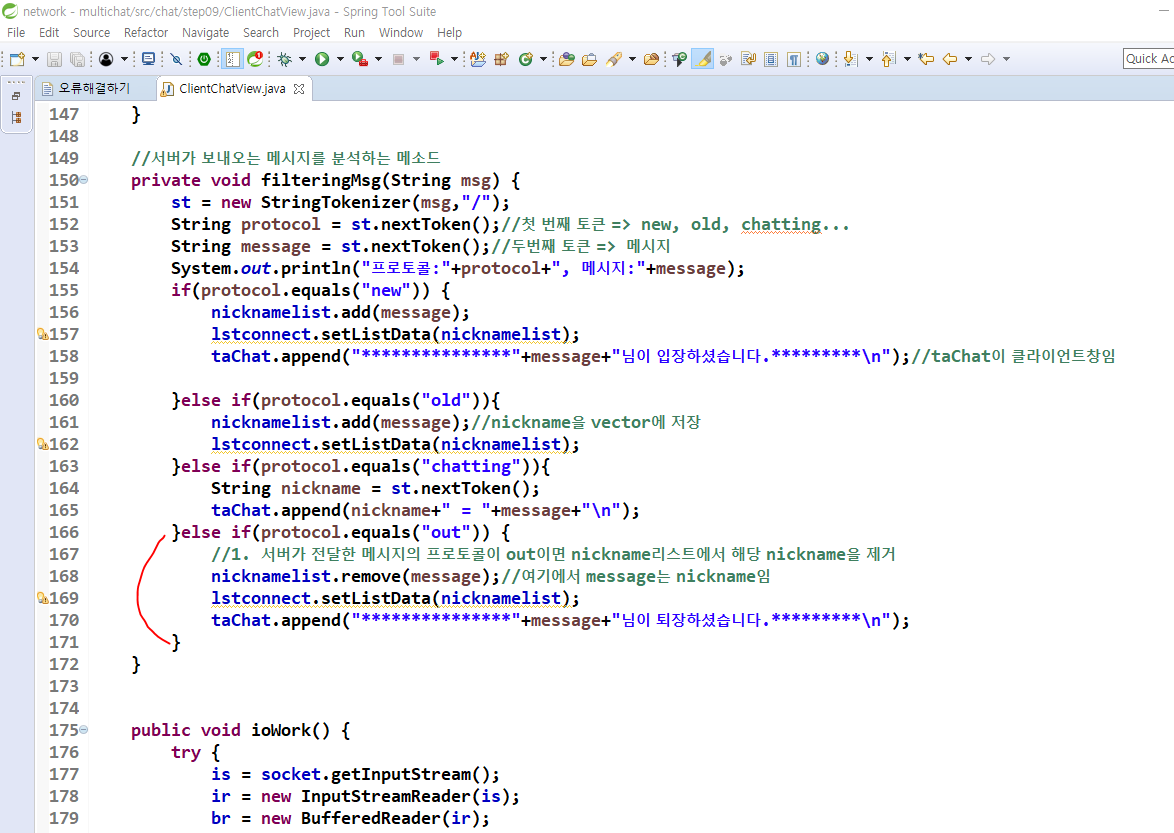 network - multichat/src/chat/step09/ClientChatView.java - Spring Tool Suite
File Edit Source Refactor Navigate Search Project Run Window Help
Quick Ac
오류해결하기 ClientChatView.java
147 }
148
149 //서버가 보내오는 메시지를 분석하는 메소드
150 private void filteringMsg(String msg) {
151 st = new StringTokenizer(msg,"/");
152 String protocol = st.nextToken();//첫 번째 토큰 => new, old, chatting...
153 String message = st.nextToken();//두번째 토큰 => 메시지
154 System.out.println("프로토콜:"+protocol+", 메시지:"+message);
155 if(protocol.equals("new")) {
156 nicknamelist.add(message);
157 lstconnect.setListData(nicknamelist);
158 taChat.append("***************"+message+"님이 입장하셨습니다.*********\n");//taChat이 클라이언트창임
159
160 }else if(protocol.equals("old")){
161 nicknamelist.add(message);//nickname을 vector에 저장
162 lstconnect.setListData(nicknamelist);
163 }else if(protocol.equals("chatting")){
164 String nickname = st.nextToken();
165 taChat.append(nickname+" = "+message+"\n");
166 }else if(protocol.equals("out")) {
167 //1. 서버가 전달한 메시지의 프로토콜이 out이면 nickname리스트에서 해당 nickname을 제거
168 nicknamelist.remove(message);//여기에서 message는 nickname임
169 lstconnect.setListData(nicknamelist);
170 taChat.append("***************"+message+"님이 퇴장하셨습니다.*********\n");
171 }
172 }
173
174
175 public void ioWork() {
176 try {
177 is = socket.getInputStream();
178 ir = new InputStreamReader(is);
179 br = new BufferedReader(ir);